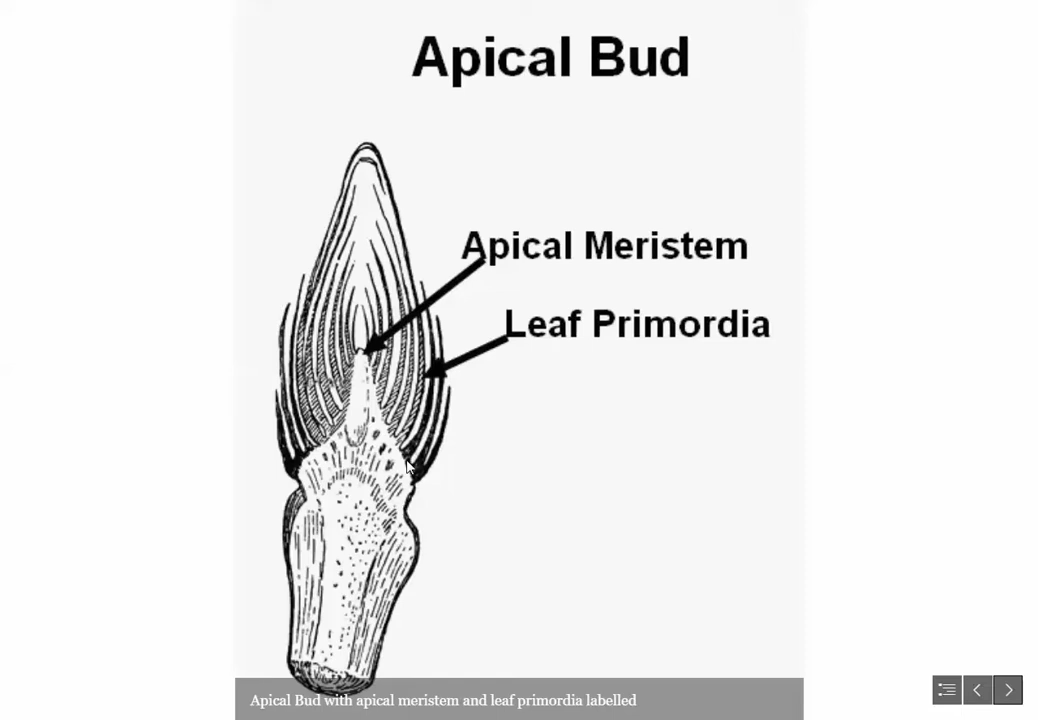 Apical Bud
Apical Meristem
Leaf Primordia
Apical Bud with apical meristem and leaf primordia labelled